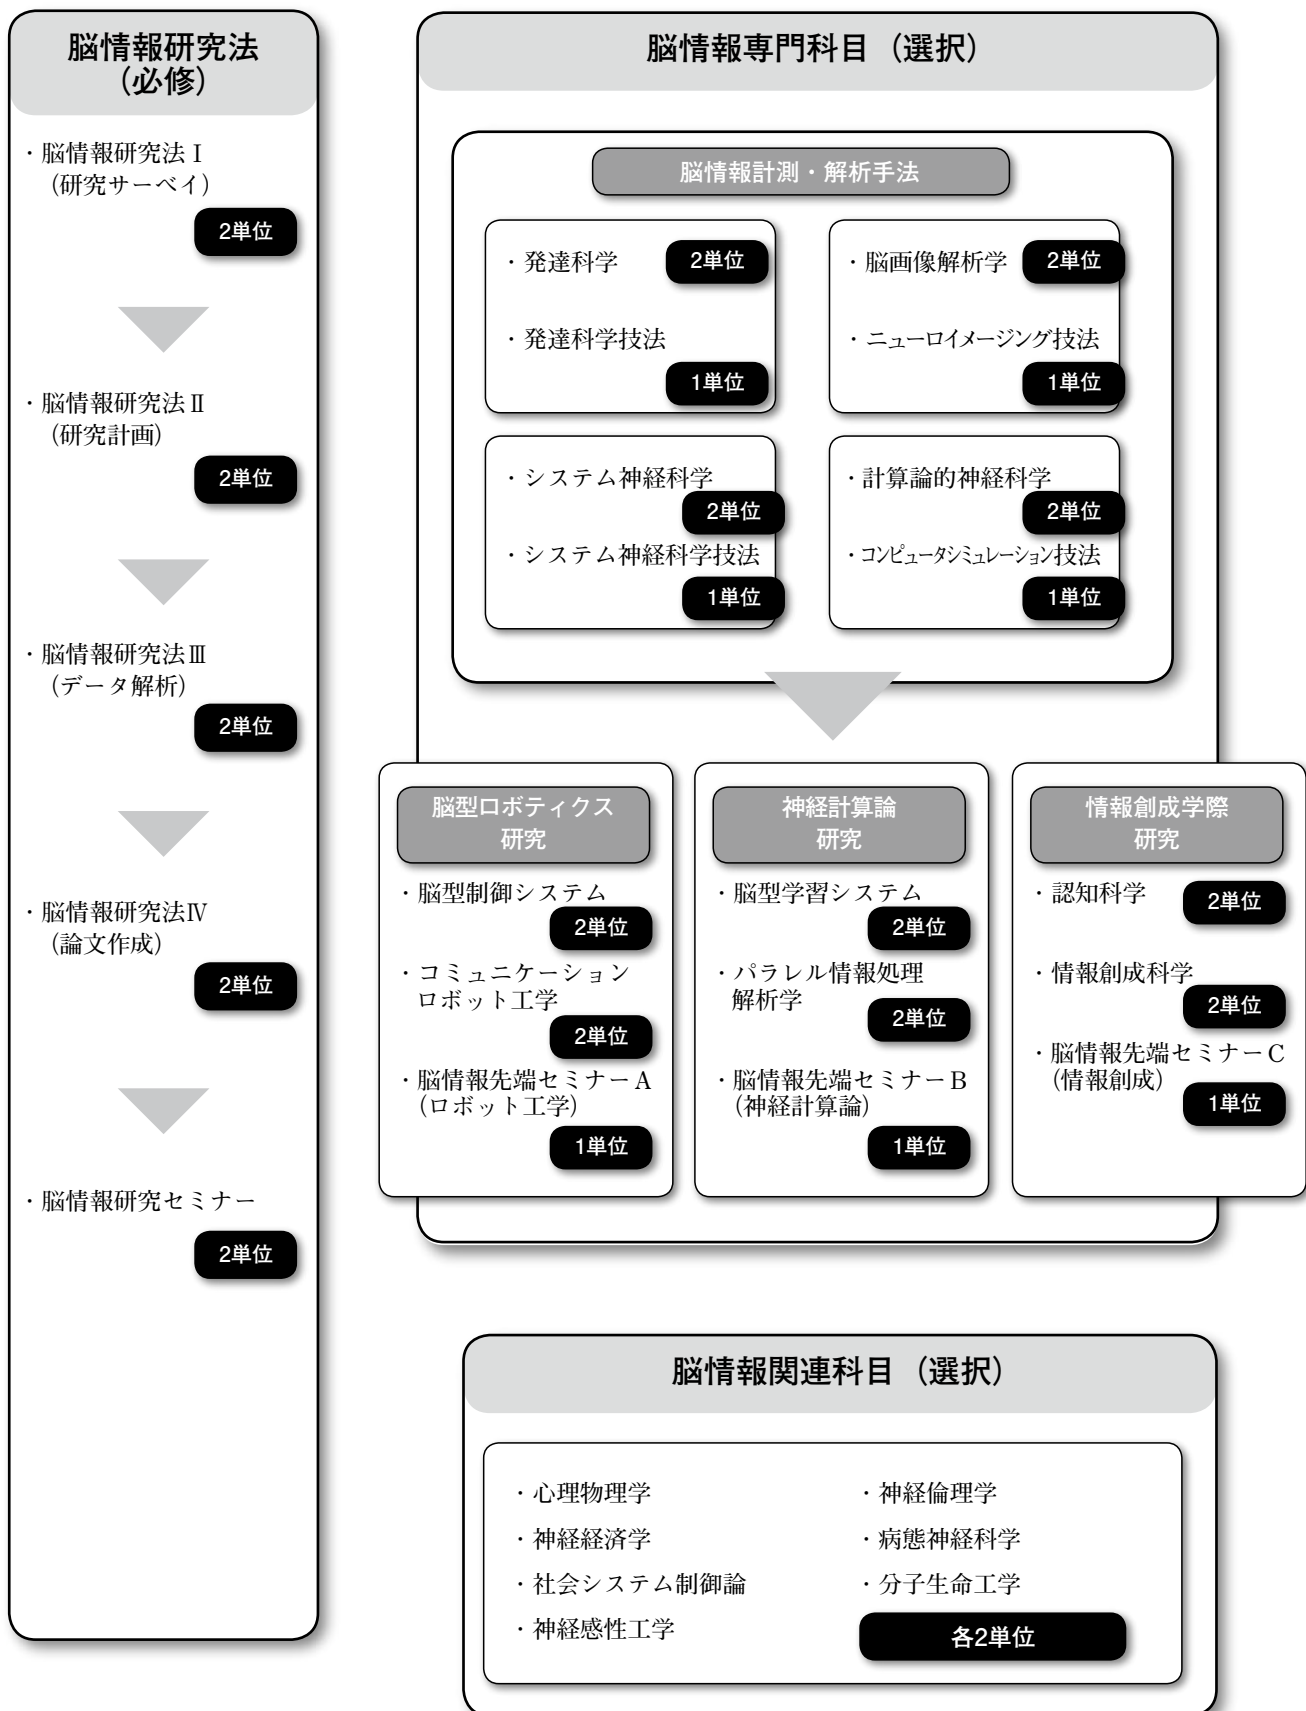 脳情報研究法
（必修）
・脳情報研究法Ⅰ
（研究サーベイ）
2単位
・脳情報研究法Ⅱ
（研究計画）
2単位
・脳情報研究法Ⅲ
（データ解析）
2単位
・脳情報研究法Ⅳ
（論文作成）
2単位
・脳情報研究セミナー
2単位
脳情報専門科目（選択）
脳情報計測・解析手法
・発達科学
2単位
・発達科学技法
1単位
・脳画像解析学
2単位
・ニューロイメージング技法
1単位
・システム神経科学
2単位
・システム神経科学技法
1単位
・計算論的神経科学
2単位
・コンピュータシミュレーション技法
1単位
脳型ロボティクス
研究
・脳型制御システム
2単位
・コミュニケーション
ロボット工学
2単位
・脳情報先端セミナーA
（ロボット工学）
1単位
神経計算論
研究
・脳型学習システム
2単位
・パラレル情報処理
解析学
2単位
・脳情報先端セミナーB
（神経計算論）
1単位
情報創成学際
研究
・認知科学
2単位
・情報創成科学
2単位
・脳情報先端セミナーC
（情報創成）
1単位
脳情報関連科目（選択）
・心理物理学
・神経経済学
・社会システム制御論
・神経感性工学
・神経倫理学
・病態神経科学
・分子生命工学
各2単位